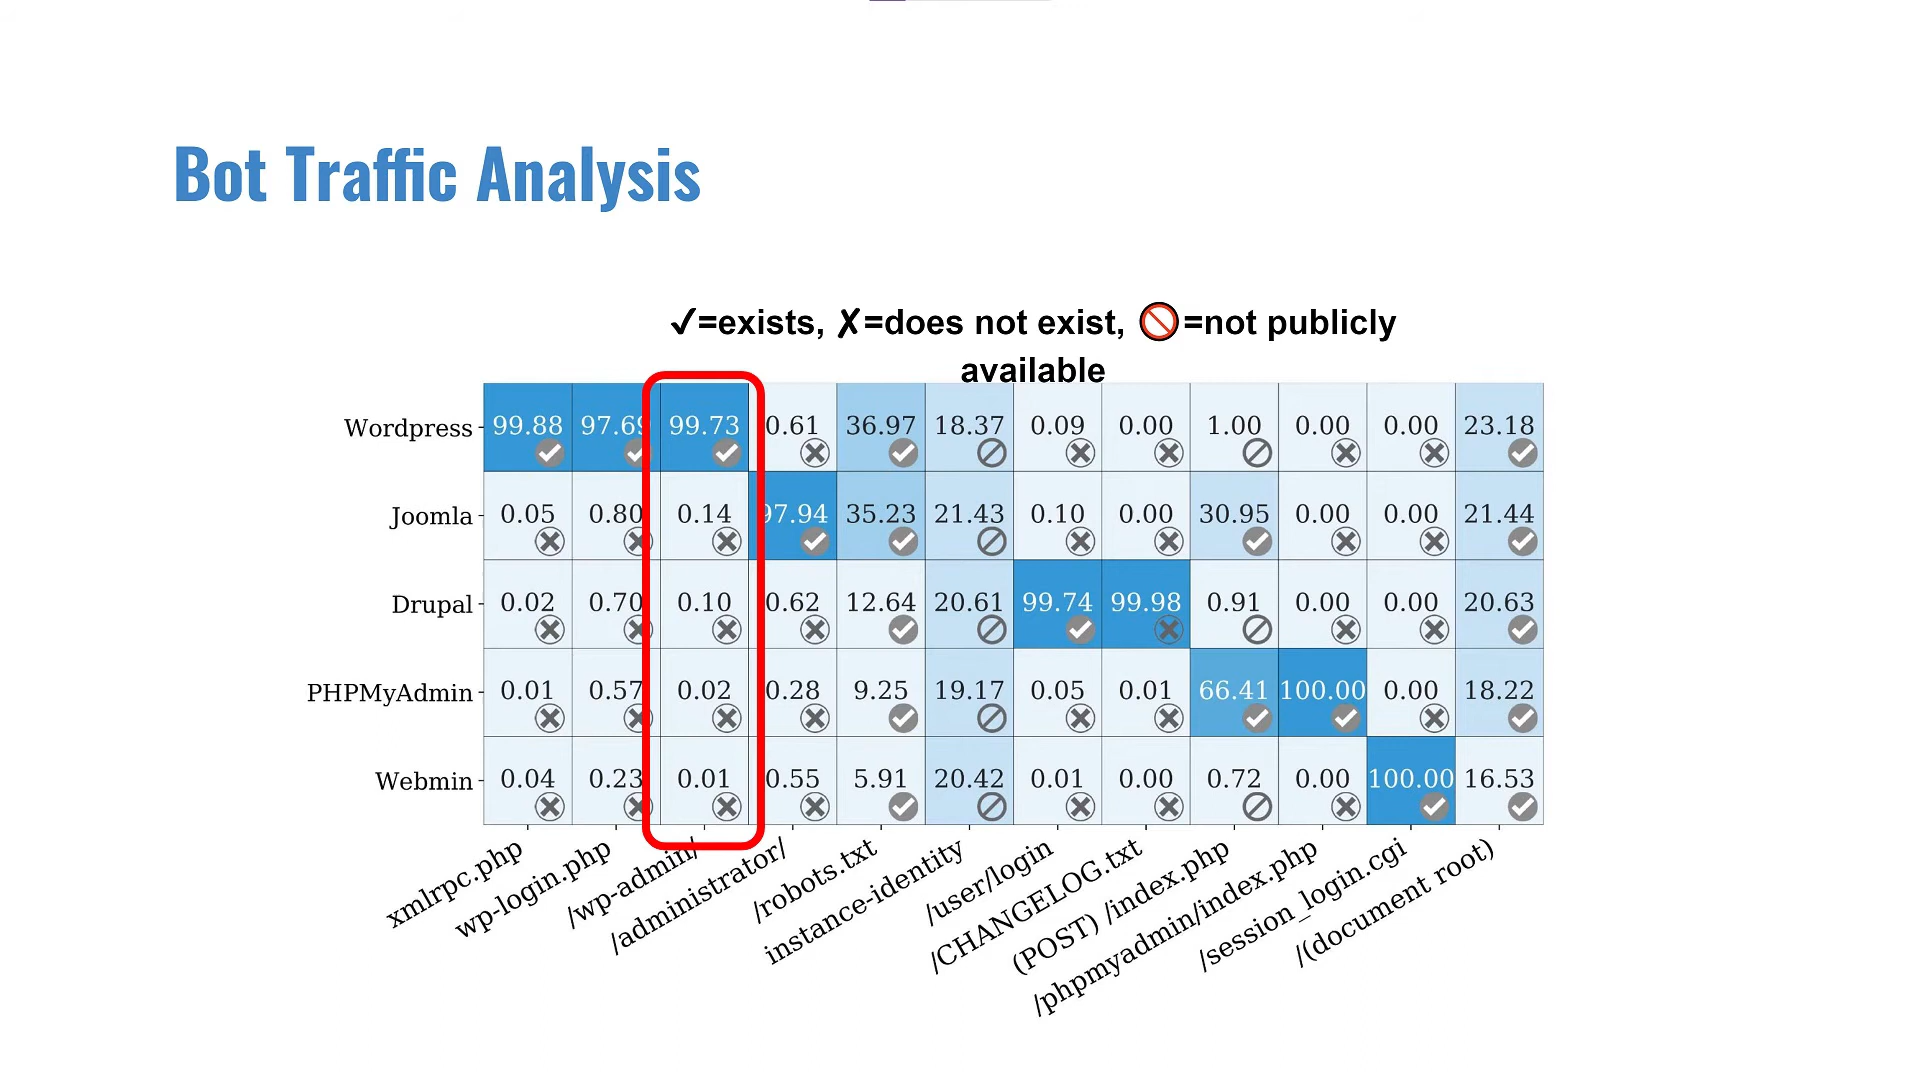 Bot Traffic Analysis
✓=exists, ✗=does not exist, 🚫=not publicly
available
Wordpress 99.88 97.69 99.73 0.61 36.97 18.37 0.09 0.00 1.00 0.00 0.00 23.18
Joomla 0.05 0.80 0.14 97.94 35.23 21.43 0.10 0.00 30.95 0.00 0.00 21.44
Drupal 0.02 0.70 0.10 0.62 12.64 20.61 99.74 99.98 0.91 0.00 0.00 20.63
PHPMyAdmin 0.01 0.57 0.02 0.28 9.25 19.17 0.05 0.01 66.41 100.00 0.00 18.22
Webmin 0.04 0.23 0.01 0.55 5.91 20.42 0.01 0.00 0.72 0.00 100.00 16.53
xmlrpc.php
wp-login.php
/wp-admin/
/administrator/
/robots.txt
instance-identity
/user/login
/CHANGELOG.txt
(POST) /index.php
/phpmyadmin/index.php
/session_login.cgi
/(document root)